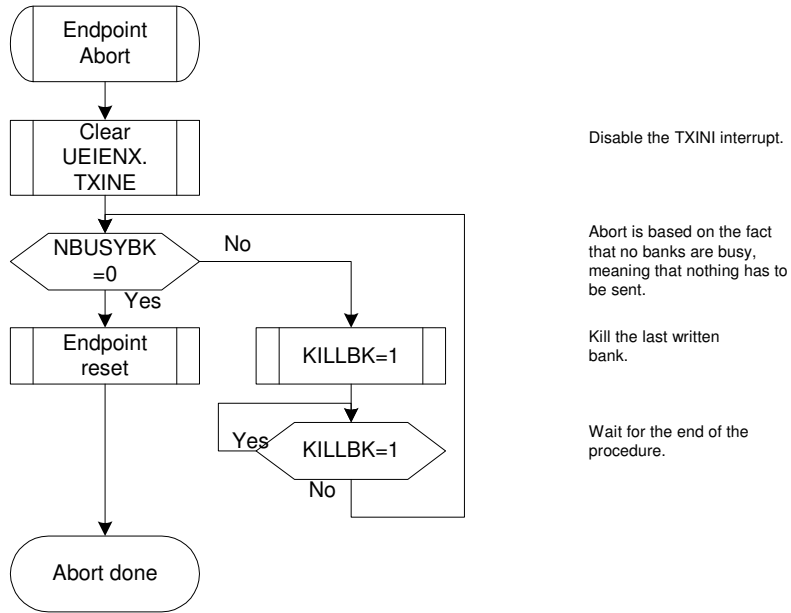 Endpoint
Abort
Clear
UEIENX.
TXINE
Disable the TXINI interrupt.
NBUSYBK
=0
No
Yes
Abort is based on the fact
that no banks are busy,
meaning that nothing has to
be sent.
Endpoint
reset
KILLBK=1
Kill the last written
bank.
Yes
KILLBK=1
No
Wait for the end of the
procedure.
Abort done